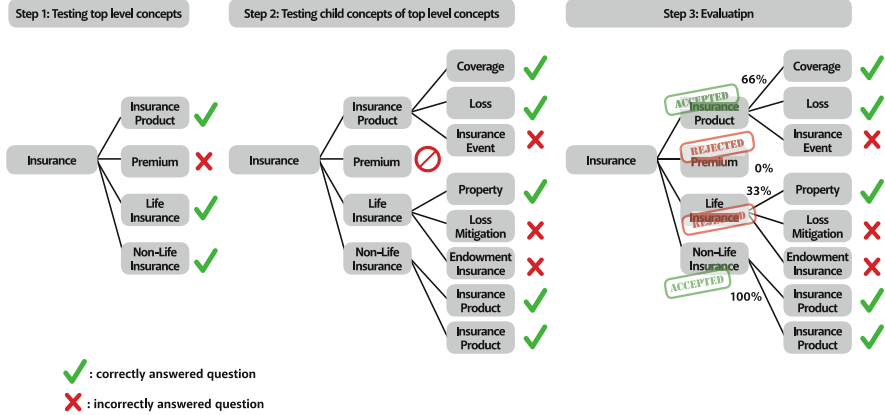 Step 1: Testing top level concepts
Insurance
Insurance
Product
Premium
Life
Insurance
Non-Life
Insurance
Step 2: Testing child concepts of top level concepts
Insurance
Insurance
Product
Premium
Life
Insurance
Non-Life
Insurance
Coverage
Loss
Insurance
Event
Property
Loss
Mitigation
Endowment
Insurance
Insurance
Product
Insurance
Product
Step 3: Evaluatipn
Insurance
ACCEPTED
Insurance
Product
66%
REJECTED
Premium
0%
33%
Life
Insurance
REJECTED
Non-Life
Insurance
ACCEPTED
100%
Coverage
Loss
Insurance
Event
Property
Loss
Mitigation
Endowment
Insurance
Insurance
Product
Insurance
Product
: correctly answered question
: incorrectly answered question